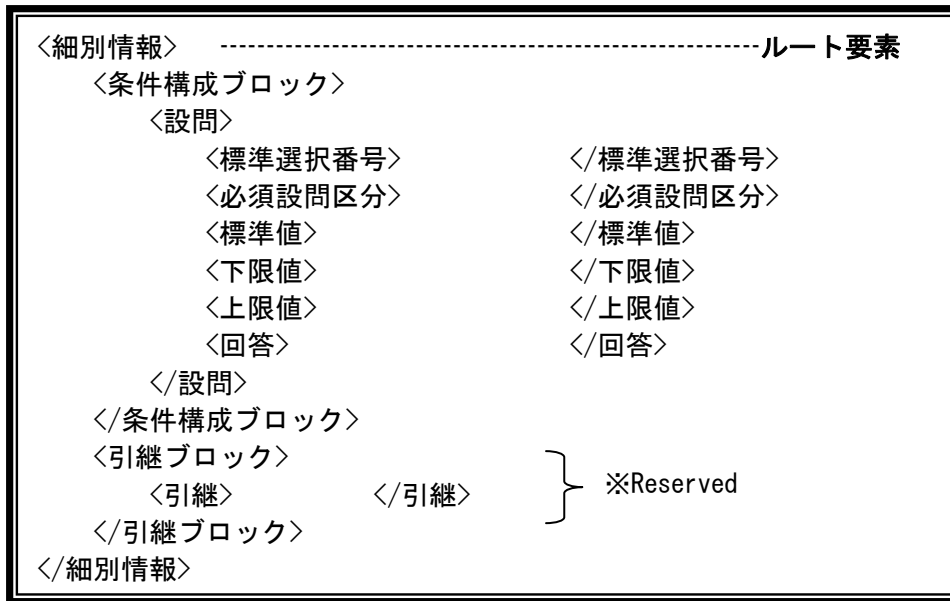 <細別情報> ----------------------------------------------------------ルート要素
<条件構成ブロック>
<設問>
<標準選択番号> </標準選択番号>
<必須設問区分> </必須設問区分>
<標準値> </標準値>
<下限値> </下限値>
<上限値> </上限値>
<回答> </回答>
</設問>
</条件構成ブロック>
<引継ブロック>
<引継> </引継> ※Reserved
</引継ブロック>
</細別情報>